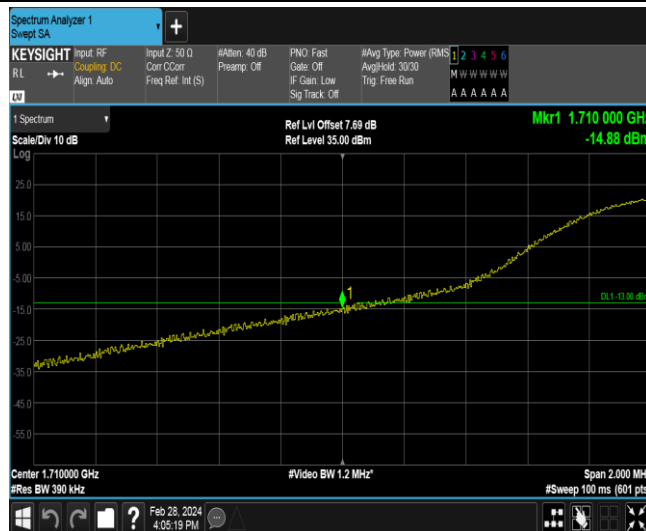 Spectrum Analyzer 1
Swept SA
KEYSIGHT
RL
Input: RF
Coupling: DC
Align: Auto
Input Z: 50 Ω
Corr CCorr
Freq Ref: Int (S)
#Atten: 40 dB
Preamp: Off
PNO: Fast
Gate: Off
IF Gain: Low
Sig Track: Off
#Avg Type: Power (RMS
Avg|Hold: 30/30
Trig: Free Run
1 2 3 4 5 6
M W W W W W
A A A A A A
1 Spectrum
Scale/Div 10 dB
Ref Lvl Offset 7.69 dB
Ref Level 35.00 dBm
Mkr1 1.710 000 GHz
-14.88 dBm
Log
25.0
15.0
5.00
-5.00
1
DL1 -13.00 dBm
-15.0
-25.0
-35.0
-45.0
-55.0
Center 1.710000 GHz
#Res BW 390 kHz
#Video BW 1.2 MHz*
Span 2.000 MH
#Sweep 100 ms (601 pts
?
Feb 28, 2024
4:05:19 PM